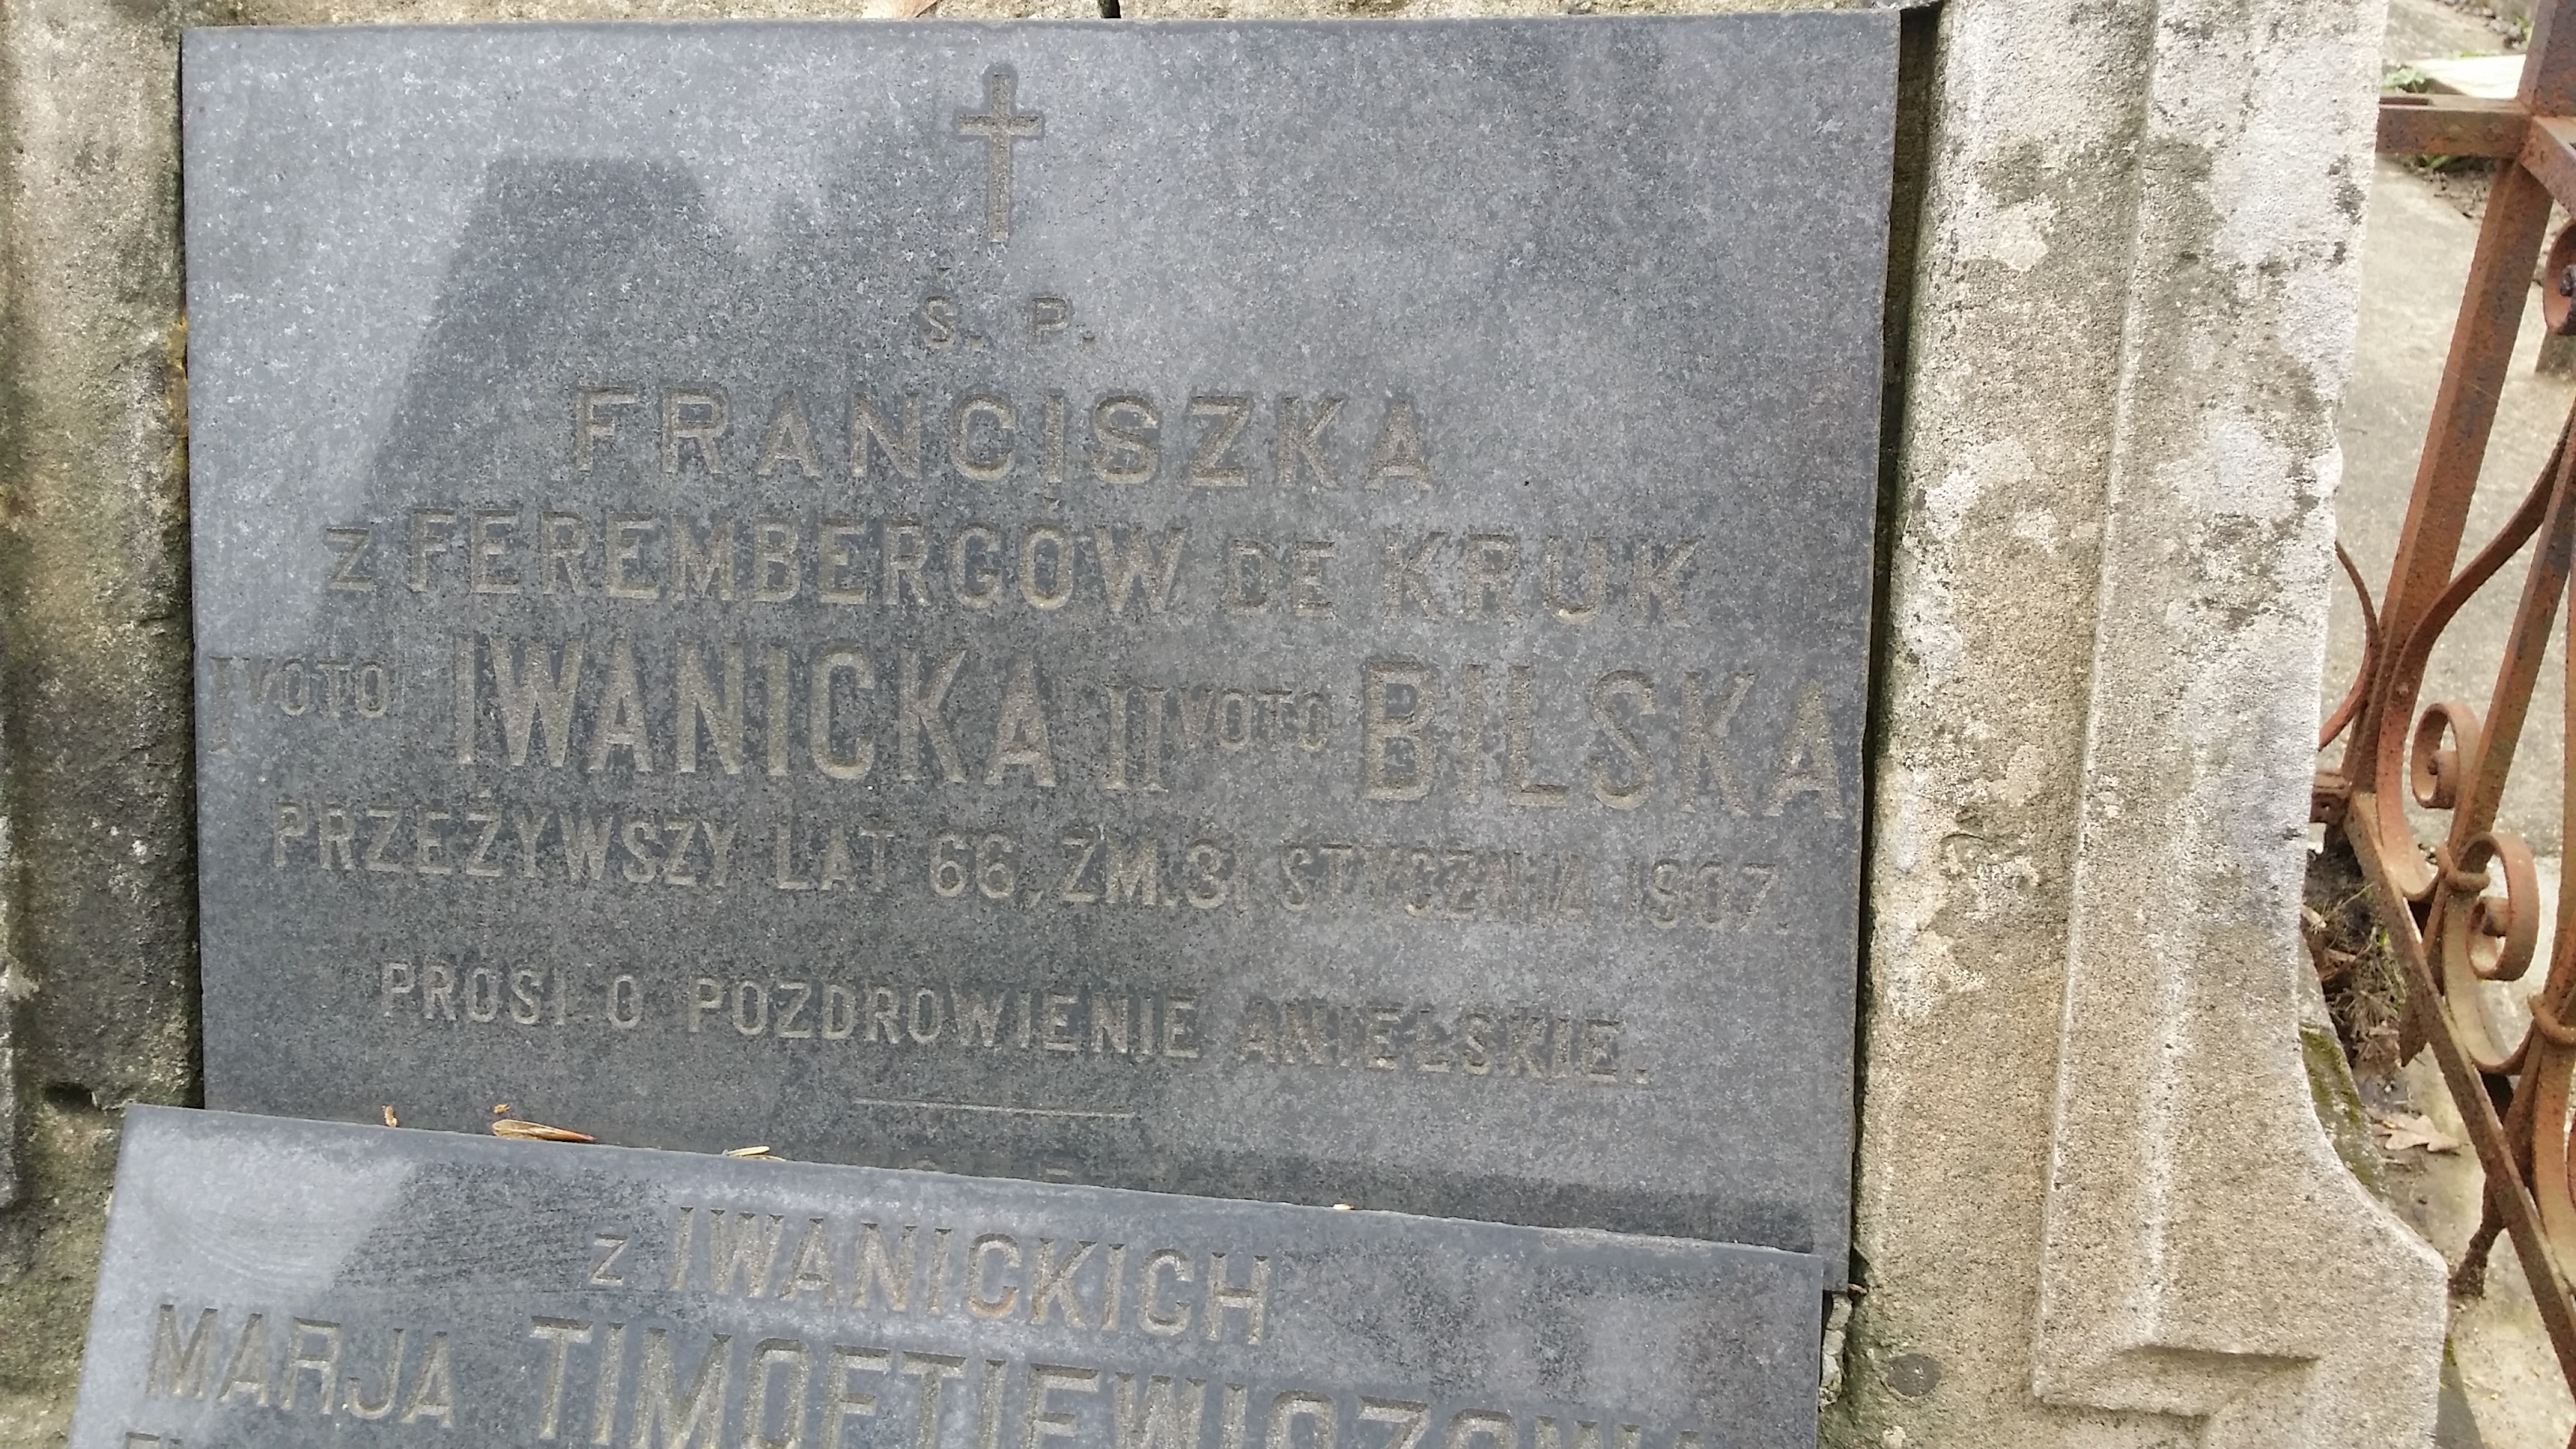 Ś. P.
FRANCISZKA
Z FEREMBERGÓW DE KRUK
I VOTO IWANICKA II VOTO BILSKA
PRZEŻYWSZY LAT 66, ZM. 3 STYCZNIA 1907.
PROSI O POZDROWIENIE ANIELSKIE.
Z IWANICKICH
MARJA TIMOFTIEWICZOWA